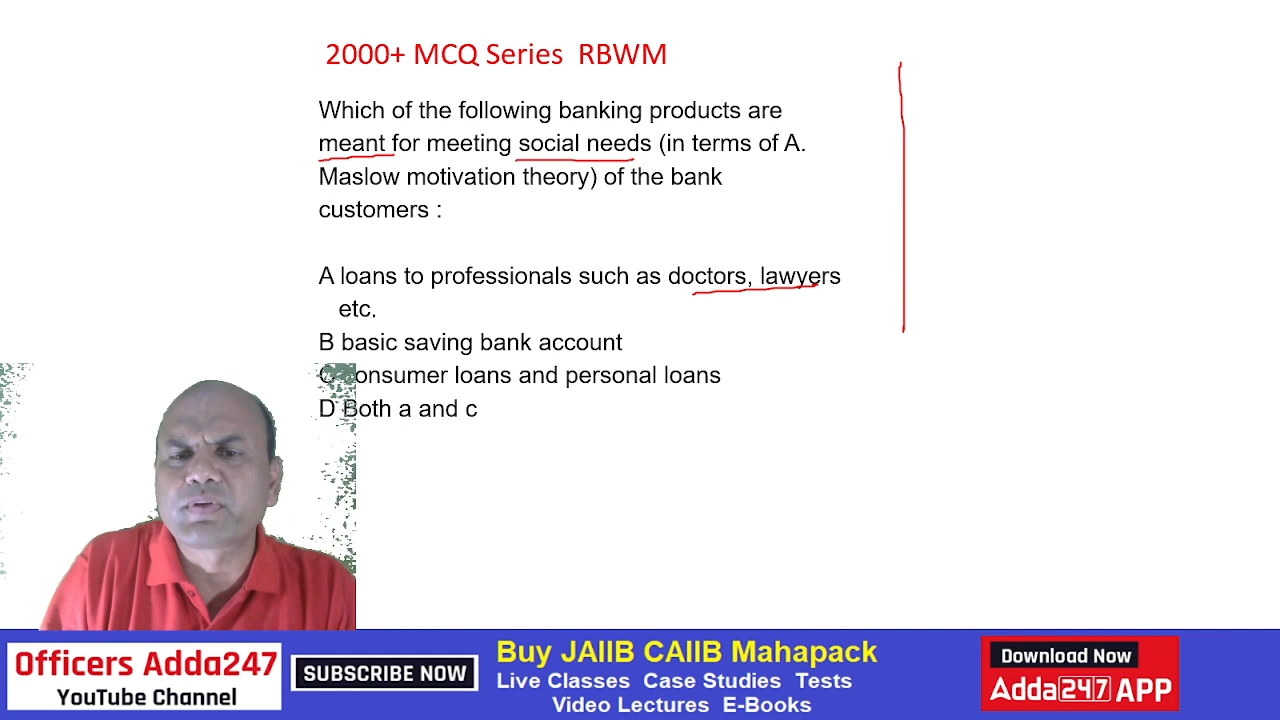 2000+ MCQ Series RBWM
Which of the following banking products are
meant for meeting social needs (in terms of A.
Maslow motivation theory) of the bank
customers :
A loans to professionals such as doctors, lawyers
etc.
B basic saving bank account
C consumer loans and personal loans
D Both a and c
Officers Adda247
YouTube Channel
SUBSCRIBE NOW
Buy JAIIB CAIIB Mahapack
Live Classes Case Studies Tests
Video Lectures E-Books
Download Now
Adda247 APP